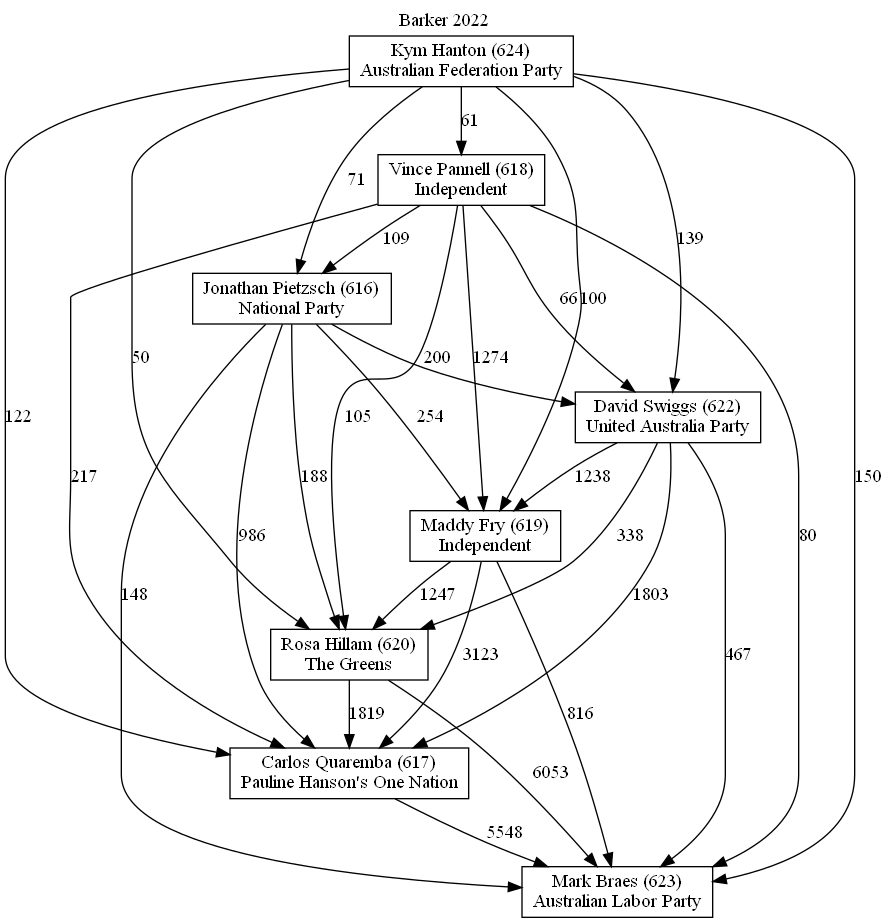 Barker 2022
Kym Hanton (624)
Australian Federation Party
61
Vince Pannell (618)
Independent
71
109
139
Jonathan Pietzsch (616)
National Party
66
100
50
200
1274
122
105
254
David Swiggs (622)
United Australia Party
217
188
1238
150
Maddy Fry (619)
Independent
986
338
80
148
1247
1803
Rosa Hillam (620)
The Greens
3123
467
1819
816
Carlos Quaremba (617)
Pauline Hanson's One Nation
6053
5548
Mark Braes (623)
Australian Labor Party